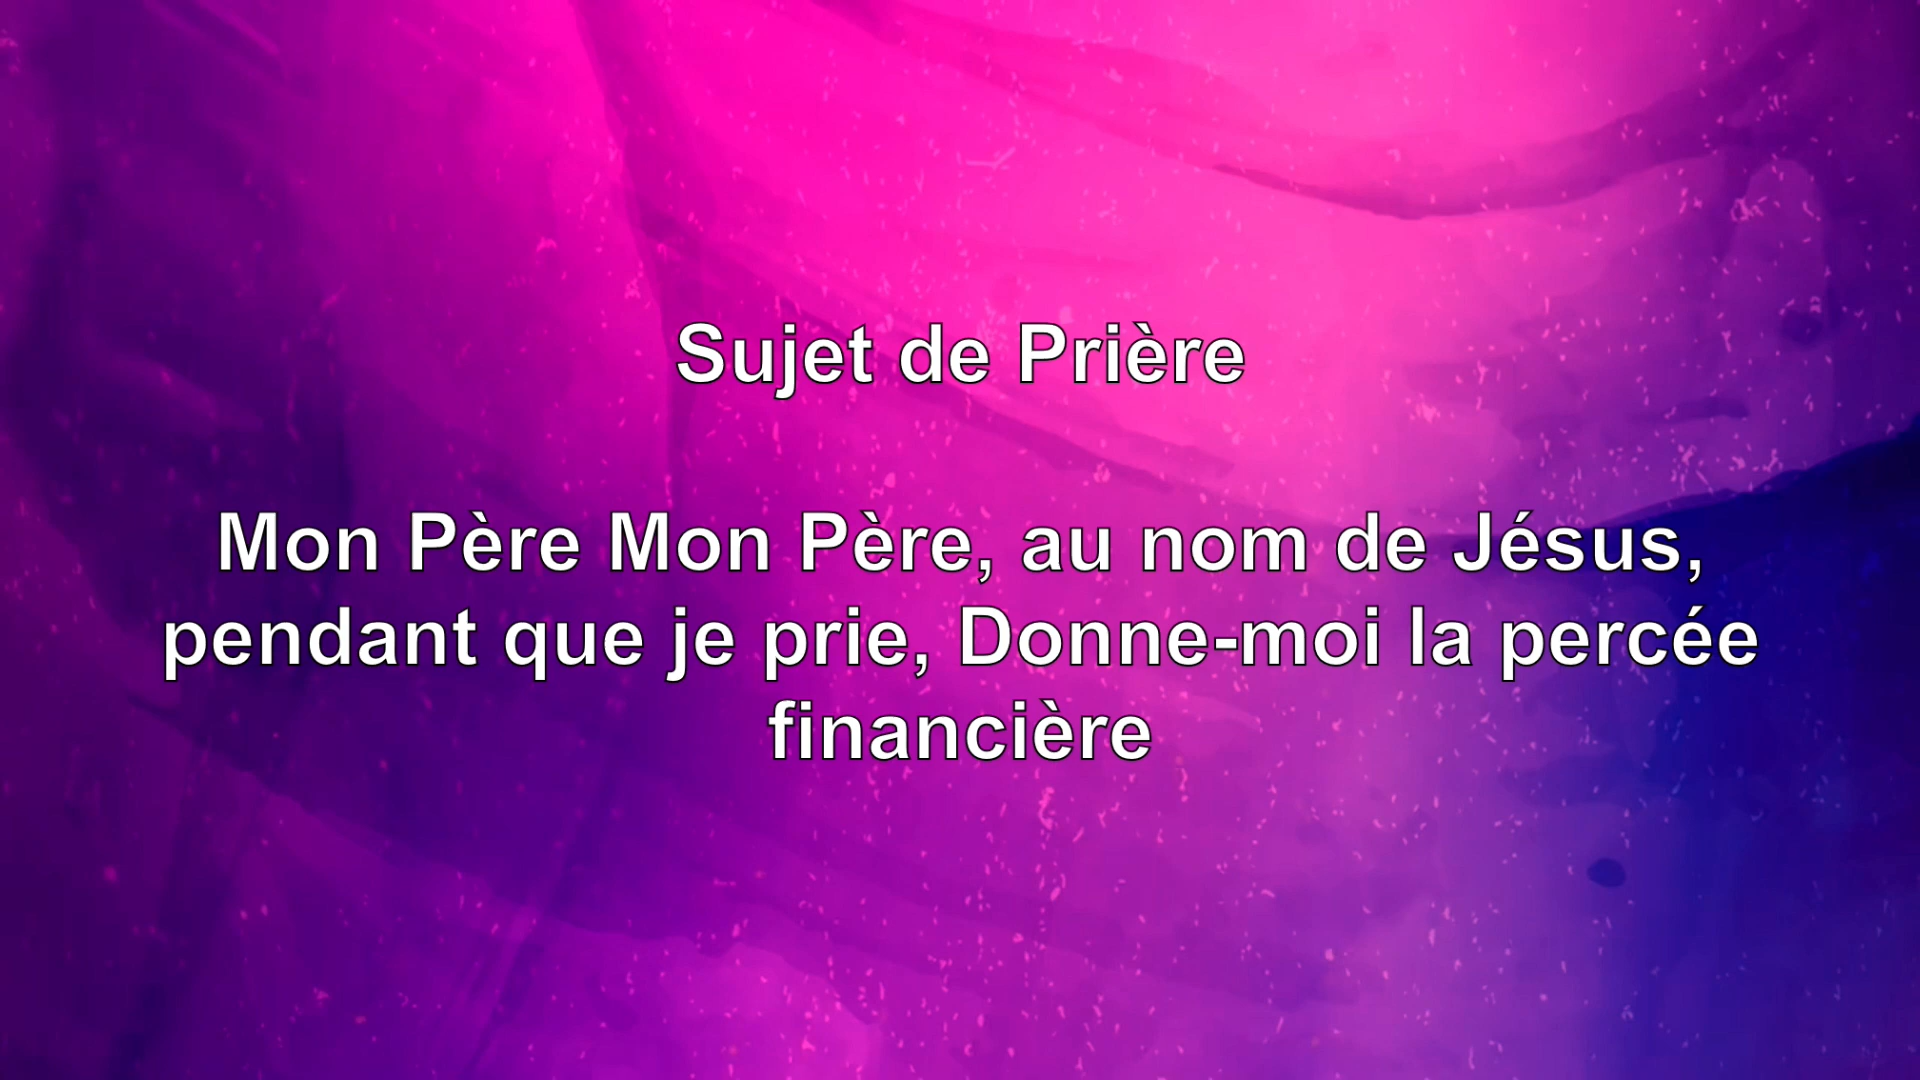 Sujet de Prière
Mon Père Mon Père, au nom de Jésus,
pendant que je prie, Donne-moi la percée
financière